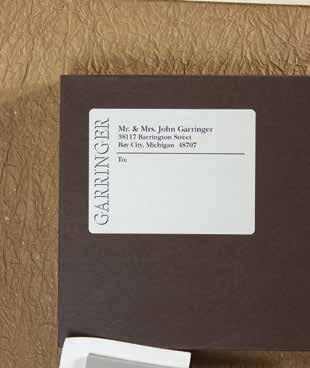 GARRINGER
Mr. & Mrs. John Garringer
38117 Barrington Street
Bay City, Michigan 48707
To: